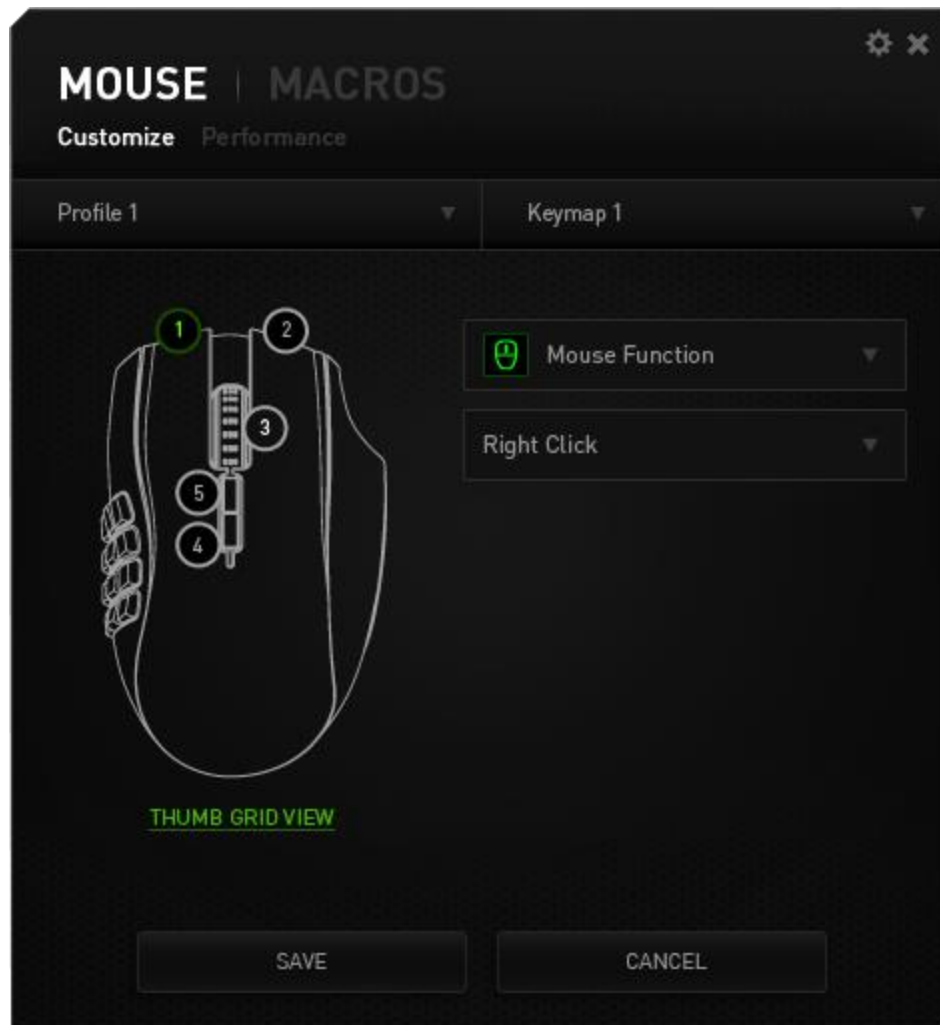 MOUSE | MACROS
Customize Performance
Profile 1 Keymap 1
1 2
Mouse Function
3
Right Click
5
4
THUMB GRID VIEW
SAVE CANCEL